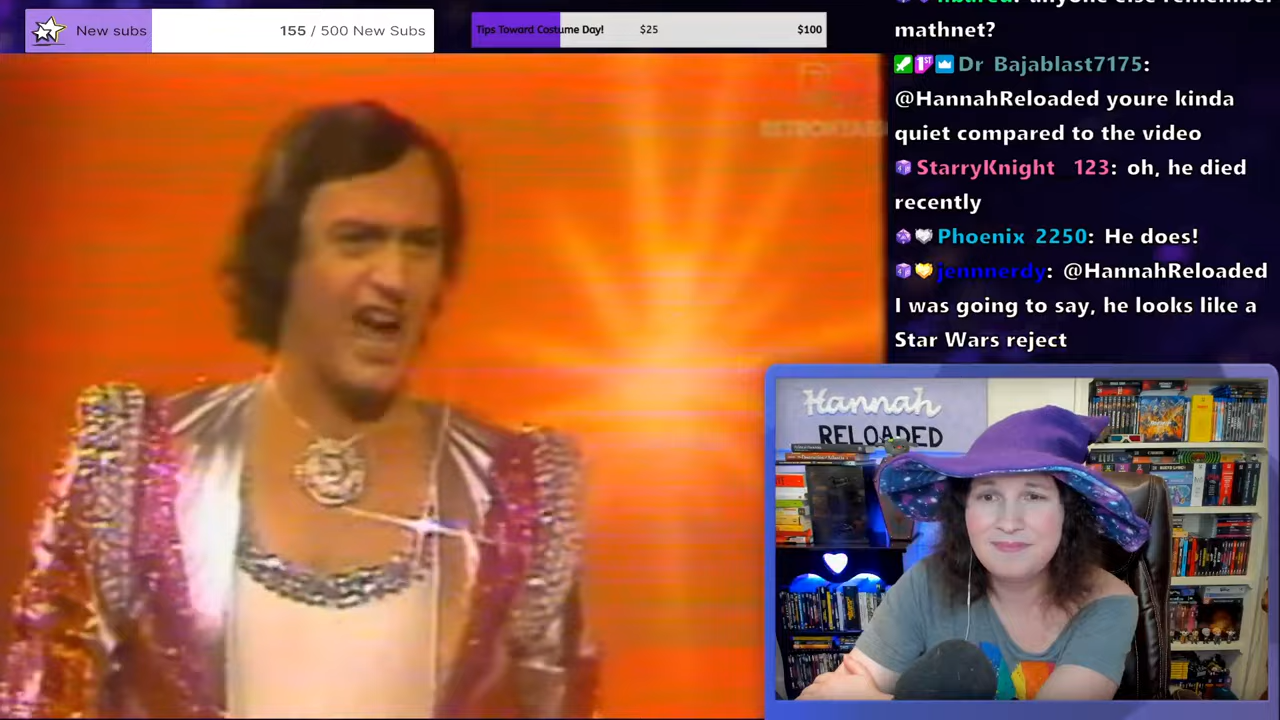 New subs
155 / 500 New Subs
Tips Toward Costume Day!
$25
$100
mathnet?
Dr Bajablast7175:
@HannahReloaded youre kinda
quiet compared to the video
StarryKnight 123: oh, he died
recently
Phoenix 2250: He does!
jennnerdy: @HannahReloaded
I was going to say, he looks like a
Star Wars reject
Hannah
RELOADED